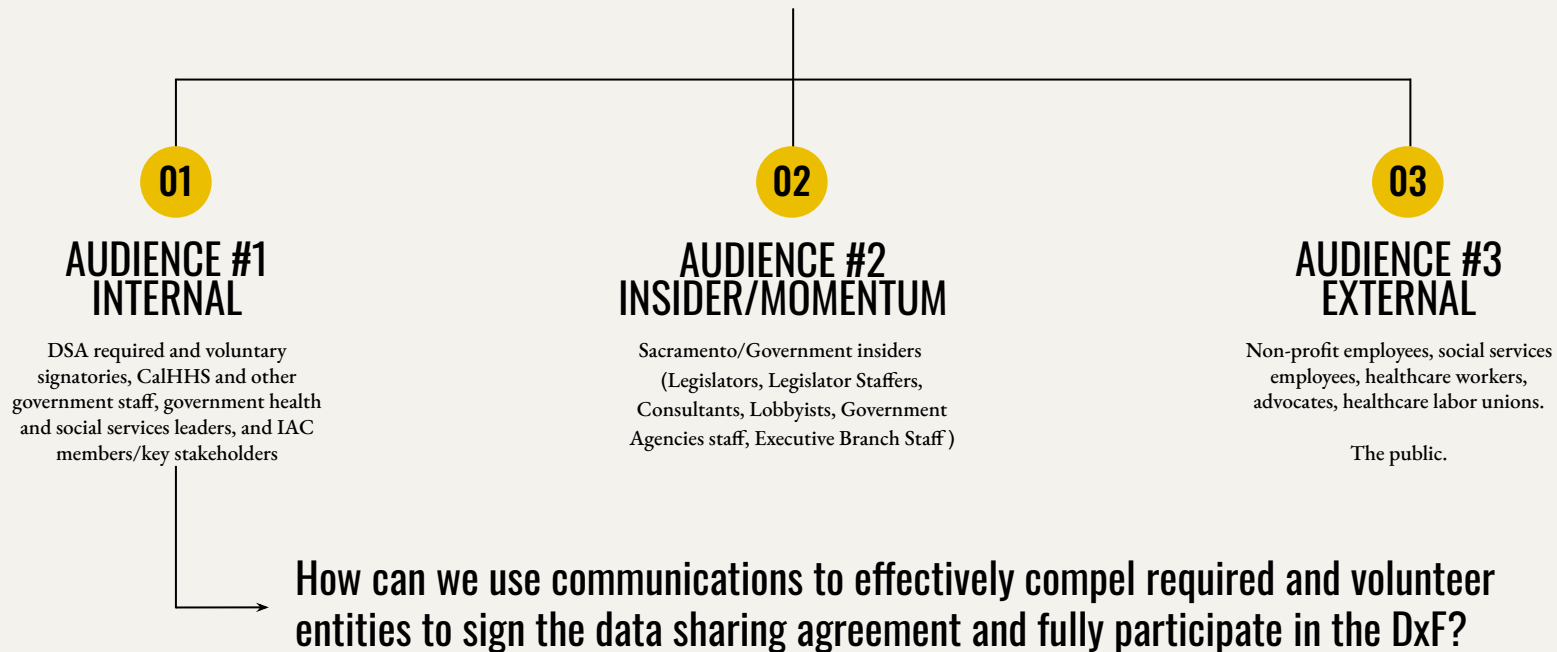 01
AUDIENCE #1
INTERNAL
DSA required and voluntary
signatories, CalHHS and other
government staff, government health
and social services leaders, and IAC
members/key stakeholders
02
AUDIENCE #2
INSIDER/MOMENTUM
Sacramento/Government insiders
(Legislators, Legislator Staffers,
Consultants, Lobbyists, Government
Agencies staff, Executive Branch Staff )
03
AUDIENCE #3
EXTERNAL
Non-profit employees, social services
employees, healthcare workers,
advocates, healthcare labor unions.
The public.
How can we use communications to effectively compel required and volunteer
entities to sign the data sharing agreement and fully participate in the DxF?